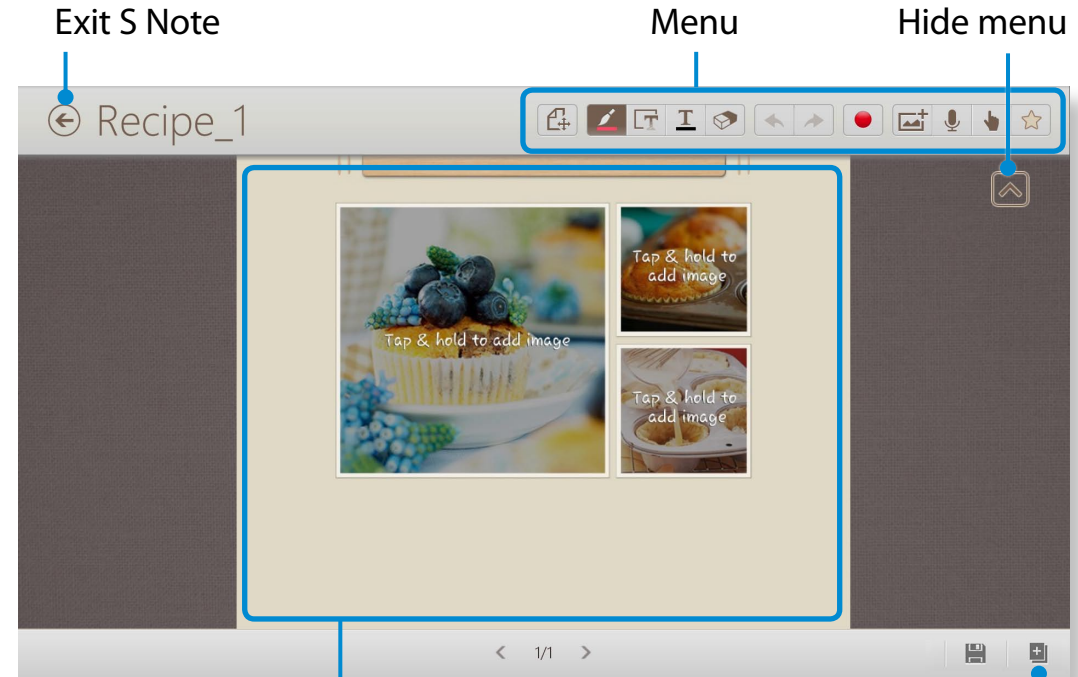 Exit S Note
Menu
Hide menu
Recipe_1
T
T
Tap & hold to
add image
Tap & hold to add image
Tap & hold to
add image
1/1